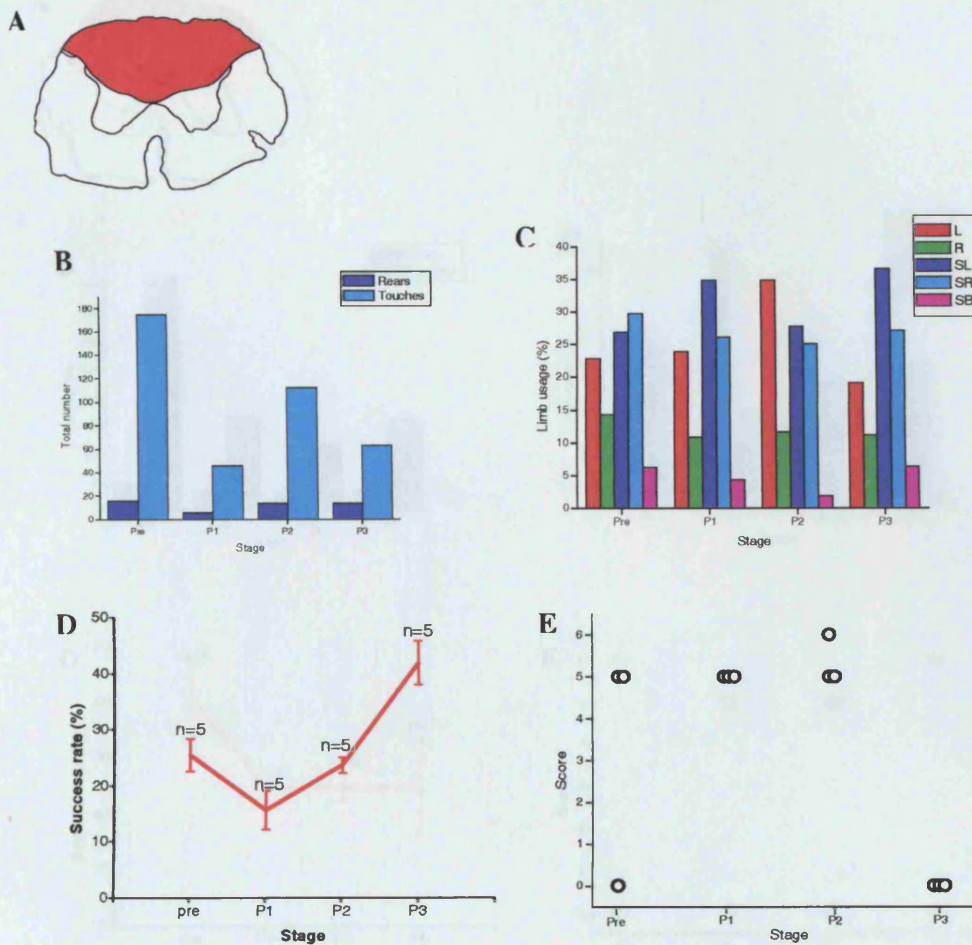 A
B
Rears
Touches
Total number
180
160
140
120
100
80
60
40
20
0
Pre
P1
P2
P3
Stage
C
L
R
SL
SR
SB
Limb usage (%)
40
35
30
25
20
15
10
5
0
Pre
P1
P2
P3
Stage
D
Success rate (%)
50
40
30
20
10
0
n=5
n=5
n=5
n=5
pre
P1
P2
P3
Stage
E
Score
6
5
4
3
2
1
0
Pre
P1
P2
P3
Stage